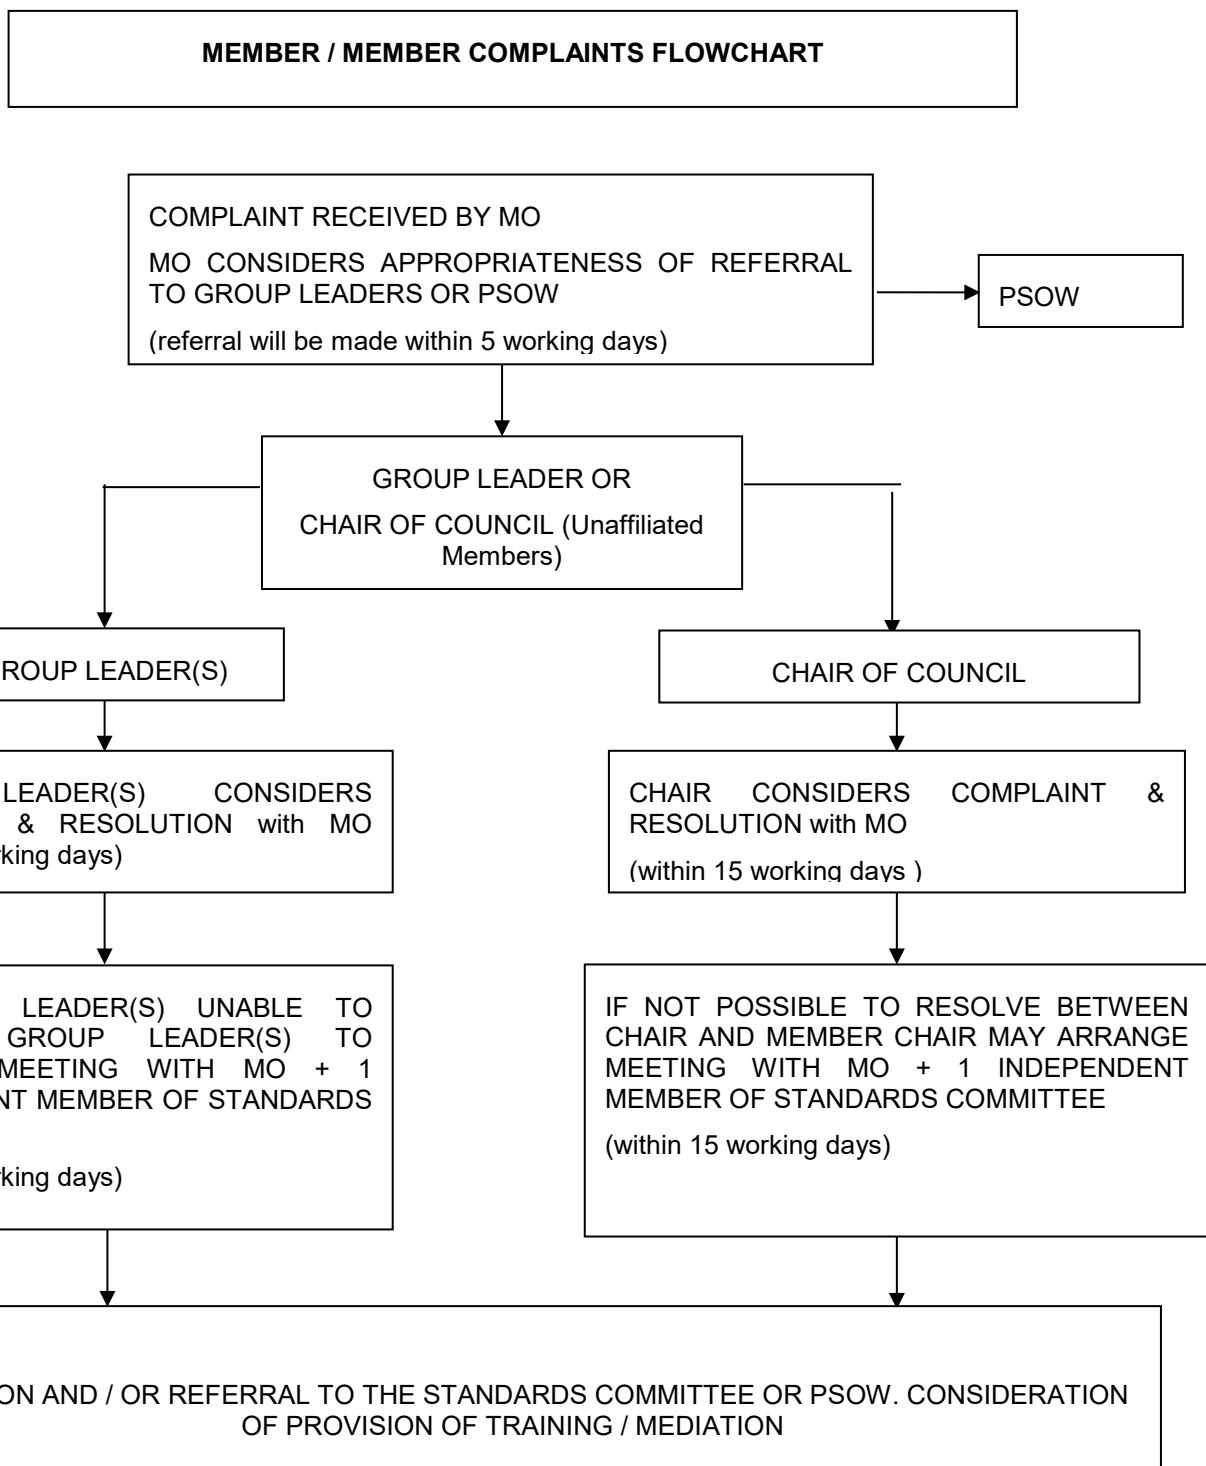 MEMBER / MEMBER COMPLAINTS FLOWCHART
COMPLAINT RECEIVED BY MO
MO CONSIDERS APPROPRIATENESS OF REFERRAL
TO GROUP LEADERS OR PSOW
(referral will be made within 5 working days)
PSOW
GROUP LEADER OR
CHAIR OF COUNCIL (Unaffiliated
Members)
ROUP LEADER(S)
CHAIR OF COUNCIL
LEADER(S) CONSIDERS
& RESOLUTION with MO
rking days)
CHAIR CONSIDERS COMPLAINT &
RESOLUTION with MO
(within 15 working days )
LEADER(S) UNABLE TO
GROUP LEADER(S) TO
MEETING WITH MO + 1
NT MEMBER OF STANDARDS
rking days)
IF NOT POSSIBLE TO RESOLVE BETWEEN
CHAIR AND MEMBER CHAIR MAY ARRANGE
MEETING WITH MO + 1 INDEPENDENT
MEMBER OF STANDARDS COMMITTEE
(within 15 working days)
ON AND / OR REFERRAL TO THE STANDARDS COMMITTEE OR PSOW. CONSIDERATION
OF PROVISION OF TRAINING / MEDIATION